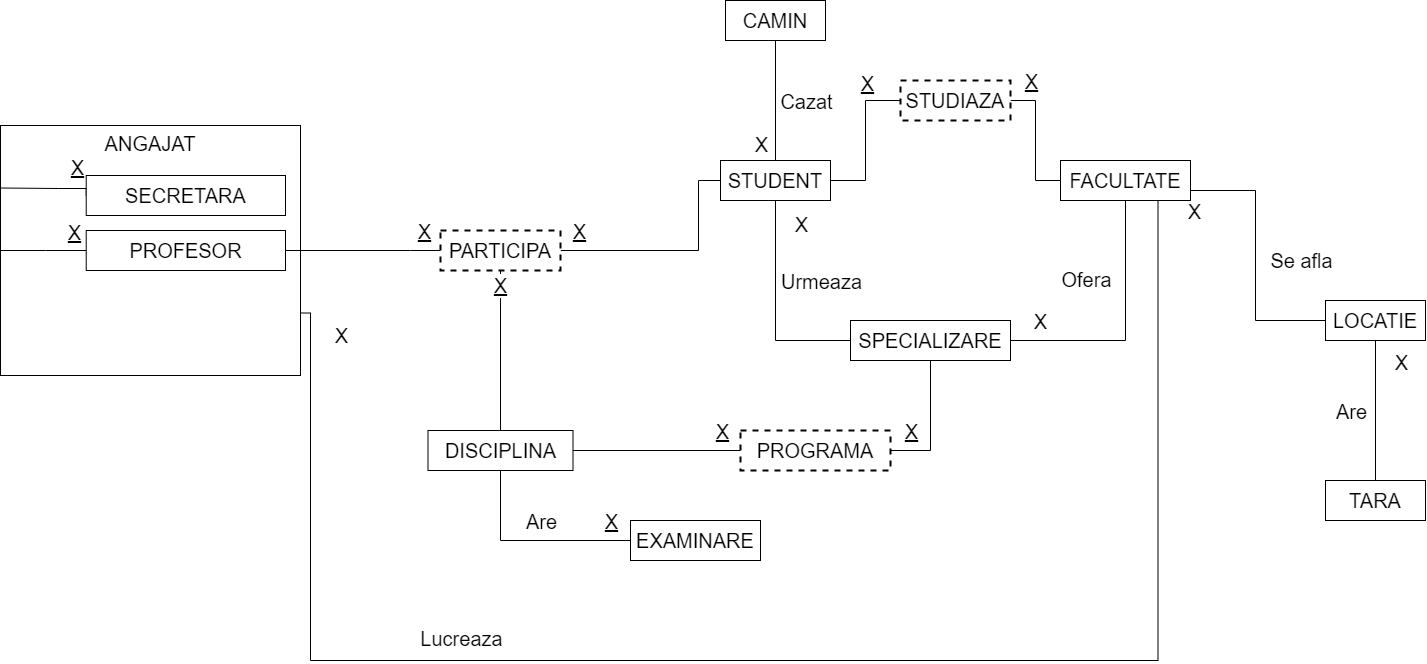 CAMIN
Cazat
X
X
STUDIAZA
X
ANGAJAT
X
SECRETARA
X
PROFESOR
X
PARTICIPA
X
X
STUDENT
X
Urmeaza
FACULTATE
X
Ofera
Se afla
X
SPECIALIZARE
X
LOCATIE
X
Are
TARA
DISCIPLINA
X
PROGRAMA
X
Are
X
EXAMINARE
Lucreaza